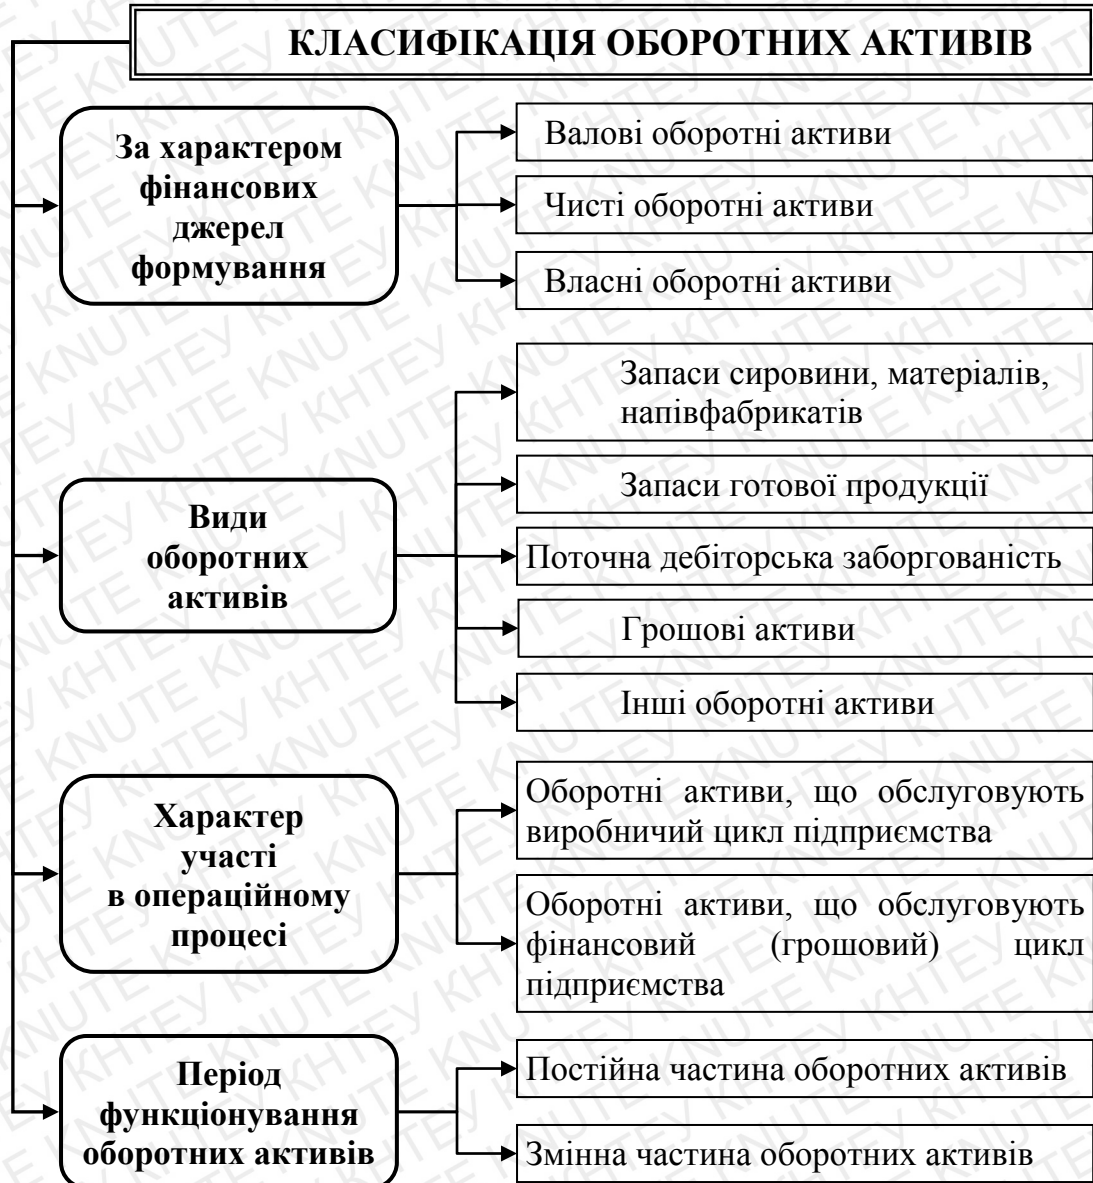 КЛАСИФІКАЦІЯ ОБОРОТНИХ АКТИВІВ
За характером
фінансових
джерел
формування
Валові оборотні активи
Чисті оборотні активи
Власні оборотні активи
Види
оборотних
активів
Запаси сировини, матеріалів,
напівфабрикатів
Запаси готової продукції
Поточна дебіторська заборгованість
Грошові активи
Інші оборотні активи
Характер
участі
в операційному
процесі
Оборотні активи, що обслуговують
виробничий цикл підприємства
Оборотні активи, що обслуговують
фінансовий (грошовий) цикл
підприємства
Період
функціонування
оборотних активів
Постійна частина оборотних активів
Змінна частина оборотних активів